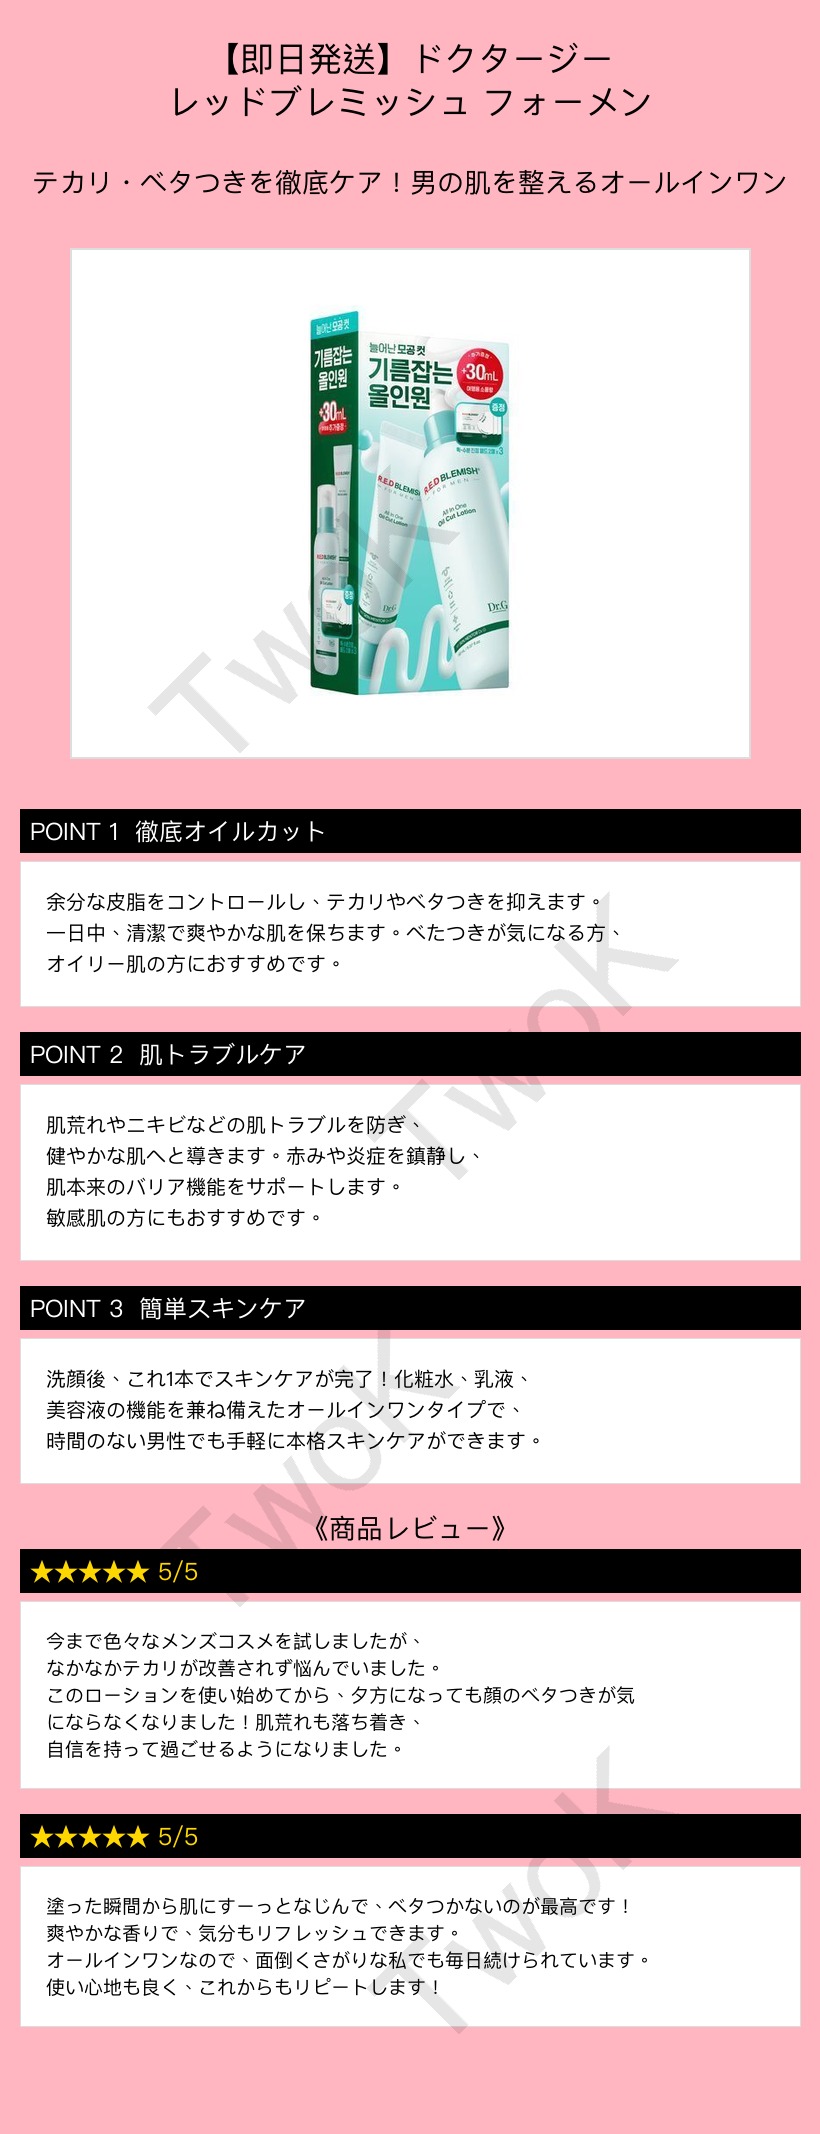 【即日発送】ドクタージー
レッドブレミッシュ フォーメン
テカリ・ベタつきを徹底ケア！男の肌を整えるオールインワン
늘어난 모공 컷
기름잡는
올인원
+30mL
늘어난 모공 컷
기름잡는
올인원
+30mL
증정
R.E.D BLEMISH
FOR MEN
All In One
Oil Cut Lotion
R.E.D BLEMISH
All In One
Oil Cut Lotion
Dr.G
TwoK
POINT 1 徹底オイルカット
余分な皮脂をコントロールし、テカリやベタつきを抑えます。
一日中、清潔で爽やかな肌を保ちます。べたつきが気になる方、
オイリー肌の方におすすめです。
TwoK
POINT 2 肌トラブルケア
肌荒れやニキビなどの肌トラブルを防ぎ、
健やかな肌へと導きます。赤みや炎症を鎮静し、
肌本来のバリア機能をサポートします。
敏感肌の方にもおすすめです。
POINT 3 簡単スキンケア
洗顔後、これ1本でスキンケアが完了！化粧水、乳液、
美容液の機能を兼ね備えたオールインワンタイプで、
時間のない男性でも手軽に本格スキンケアができます。
TwoK
《商品レビュー》
★★★★★ 5/5
今まで色々なメンズコスメを試しましたが、
なかなかテカリが改善されず悩んでいました。
このローションを使い始めてから、夕方になっても顔のベタつきが気
にならなくなりました！肌荒れも落ち着き、
自信を持って過ごせるようになりました。
★★★★★ 5/5
塗った瞬間から肌にすーっとなじんで、ベタつかないのが最高です！
爽やかな香りで、気分もリフレッシュできます。
オールインワンなので、面倒くさがりな私でも毎日続けられています。
使い心地も良く、これからもリピートします！
TwoK